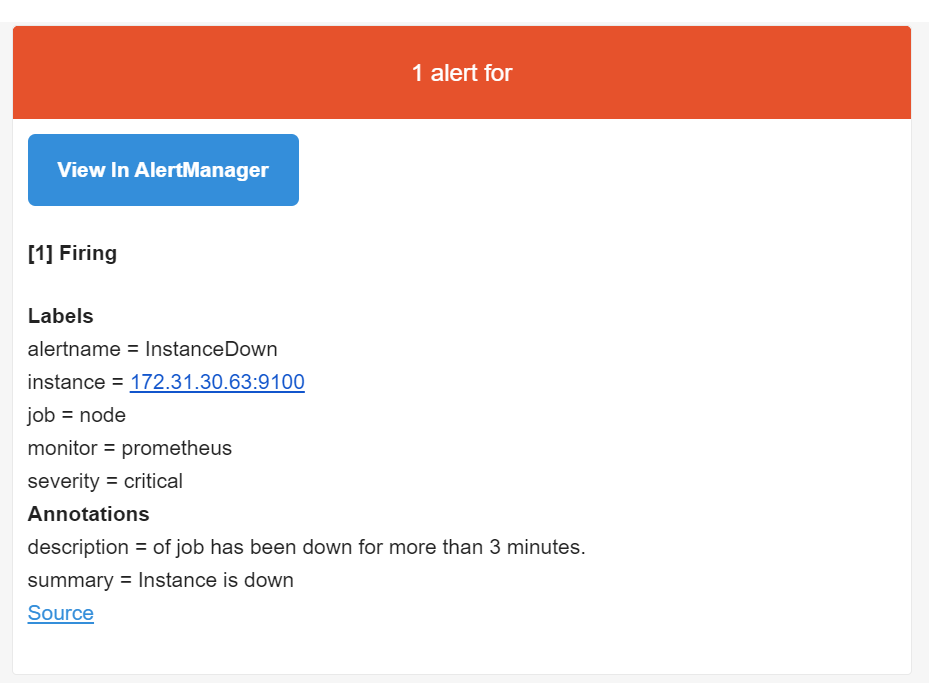 1 alert for
View In AlertManager
[1] Firing
Labels
alertname = InstanceDown
instance = 172.31.30.63:9100
job = node
monitor = prometheus
severity = critical
Annotations
description = of job has been down for more than 3 minutes.
summary = Instance is down
Source